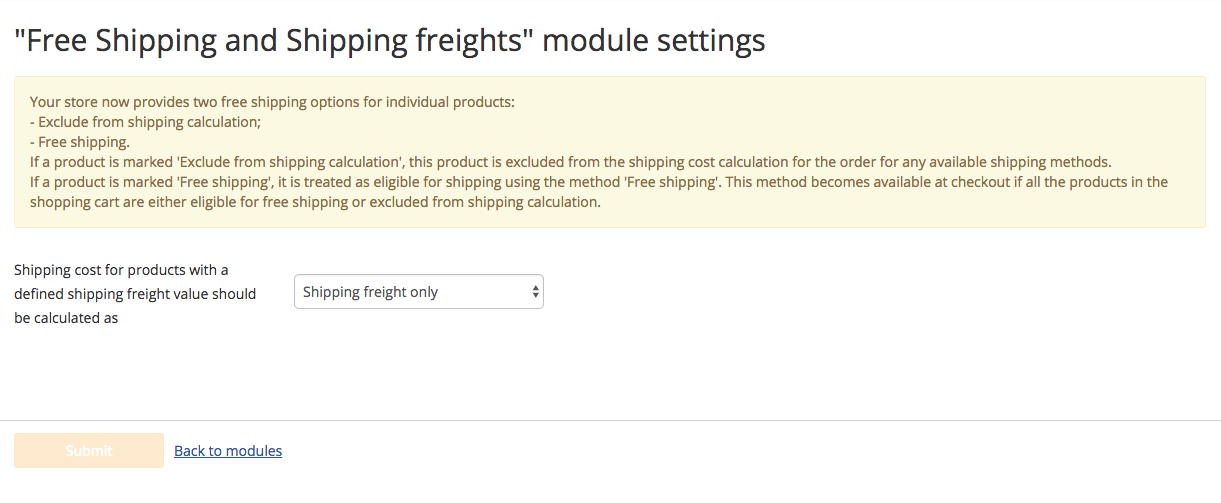 "Free Shipping and Shipping freights" module settings
Your store now provides two free shipping options for individual products:
- Exclude from shipping calculation;
- Free shipping.
If a product is marked 'Exclude from shipping calculation', this product is excluded from the shipping cost calculation for the order for any available shipping methods.
If a product is marked 'Free shipping', it is treated as eligible for shipping using the method 'Free shipping'. This method becomes available at checkout if all the products in the
shopping cart are either eligible for free shipping or excluded from shipping calculation.
Shipping cost for products with a
defined shipping freight value should
be calculated as
Shipping freight only
Submit
Back to modules